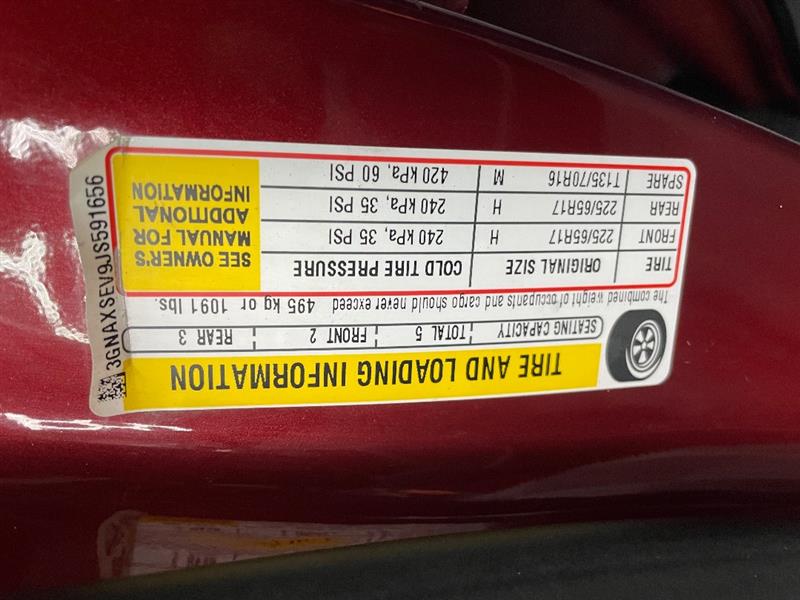 TIRE AND LOADING INFORMATION
SEATING CAPACITY TOTAL 5 FRONT 2 REAR 3
The combined weight of occupants and cargo should never exceed 495 kg or 1091 lbs.
TIRE ORIGINAL SIZE COLD TIRE PRESSURE
FRONT 225/65R17 H 240 kPa, 35 PSI
REAR 225/65R17 H 240 kPa, 35 PSI
SPARE T135/70R16 M 420 kPa, 60 PSI
SEE OWNER'S
MANUAL FOR
ADDITIONAL
INFORMATION
3GNAXSEV9JS591656